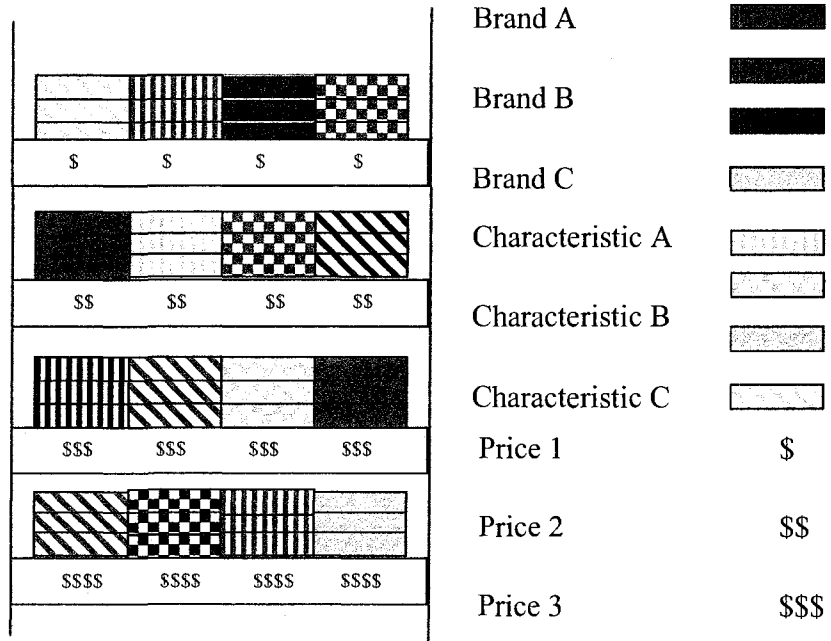 Brand A
Brand B
Brand C
Characteristic A
Characteristic B
Characteristic C
Price 1 $
Price 2 $$
Price 3 $$$
$ $ $ $
$$ $$ $$ $$
$$$ $$$ $$$ $$$
$$$$ $$$$ $$$$ $$$$